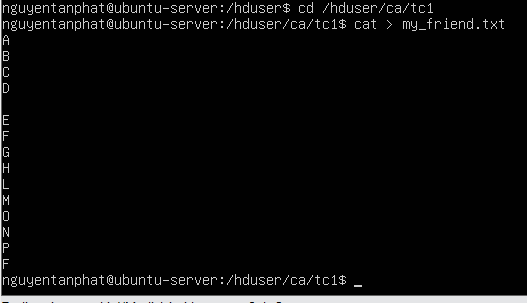 nguyentanphat@ubuntu-server:/hduser$ cd /hduser/ca/tc1
nguyentanphat@ubuntu-server:/hduser/ca/tc1$ cat > my_friend.txt
A
B
C
D

E
F
G
H
L
M
O
N
P
F
nguyentanphat@ubuntu-server:/hduser/ca/tc1$ _